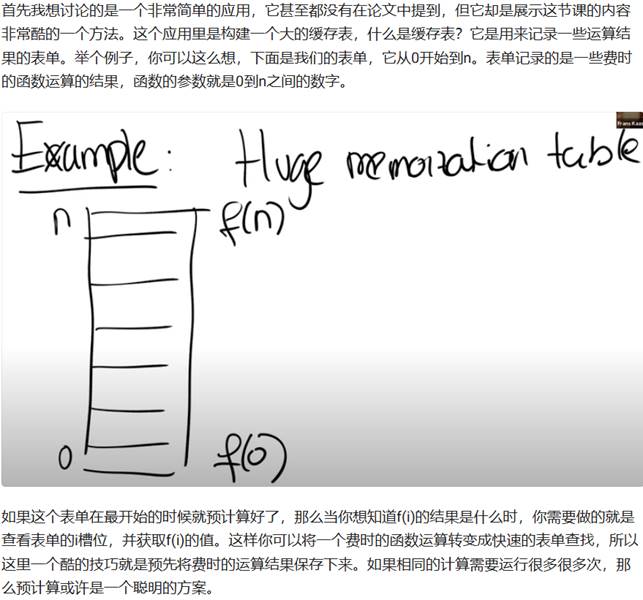 首先我想讨论的是一个非常简单的应用，它甚至都没有在论文中提到，但它却是展示这节课的内容
非常酷的一个方法。这个应用里是构建一个大的缓存表，什么是缓存表？它是用来记录一些运算结
果的表单。举个例子，你可以这么想，下面是我们的表单，它从0开始到n。表单记录的是一些费时
的函数运算的结果，函数的参数就是0到n之间的数字。
Frans Kaas
Example: Huge memoization table
n f(n)
0 f(0)
如果这个表单在最开始的时候就预计算好了，那么当你想知道f(i)的结果是什么时，你需要做的就是
查看表单的i槽位，并获取f(i)的值。这样你可以将一个费时的函数运算转变成快速的表单查找，所以
这里一个酷的技巧就是预先将费时的运算结果保存下来。如果相同的计算需要运行很多很多次，那
么预计算或许是一个聪明的方案。